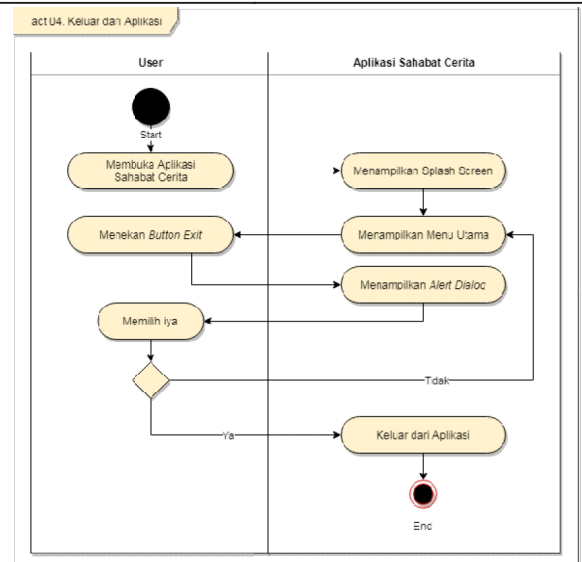 act 04. Keluar dari Aplikasi
User
Aplikasi Sahabat Cerita
Start
Membuka Aplikasi
Sahabat Cerita
Menampilkan Splash Screen
Menekan Button Exit
Menampilkan Menu Utama
Menampilkan Alert Dialog
Memilih iya
Tdak
Ya
Keluar dari Aplikasi
End